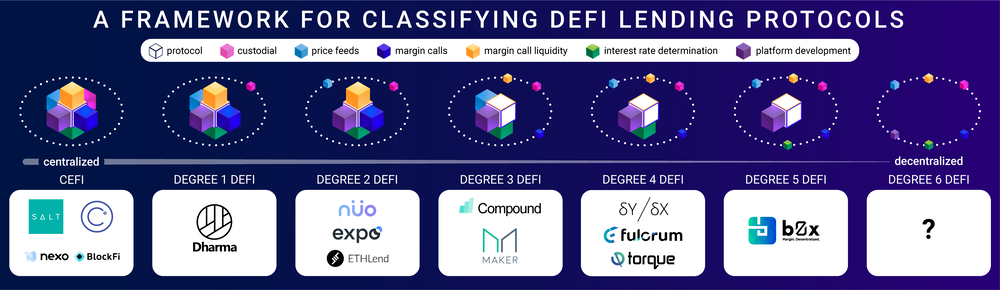 A FRAMEWORK FOR CLASSIFYING DEFI LENDING PROTOCOLS
protocol custodial price feeds margin calls margin call liquidity interest rate determination platform development
centralized decentralized
CEFI DEGREE 1 DEFI DEGREE 2 DEFI DEGREE 3 DEFI DEGREE 4 DEFI DEGREE 5 DEFI DEGREE 6 DEFI
SALT
nexo BlockFi
Dharma
nüo
expo
ETHLend
Compound
MAKER
δY/δX
fulcrum
torque
b0x
Margin. Decentralized.
?